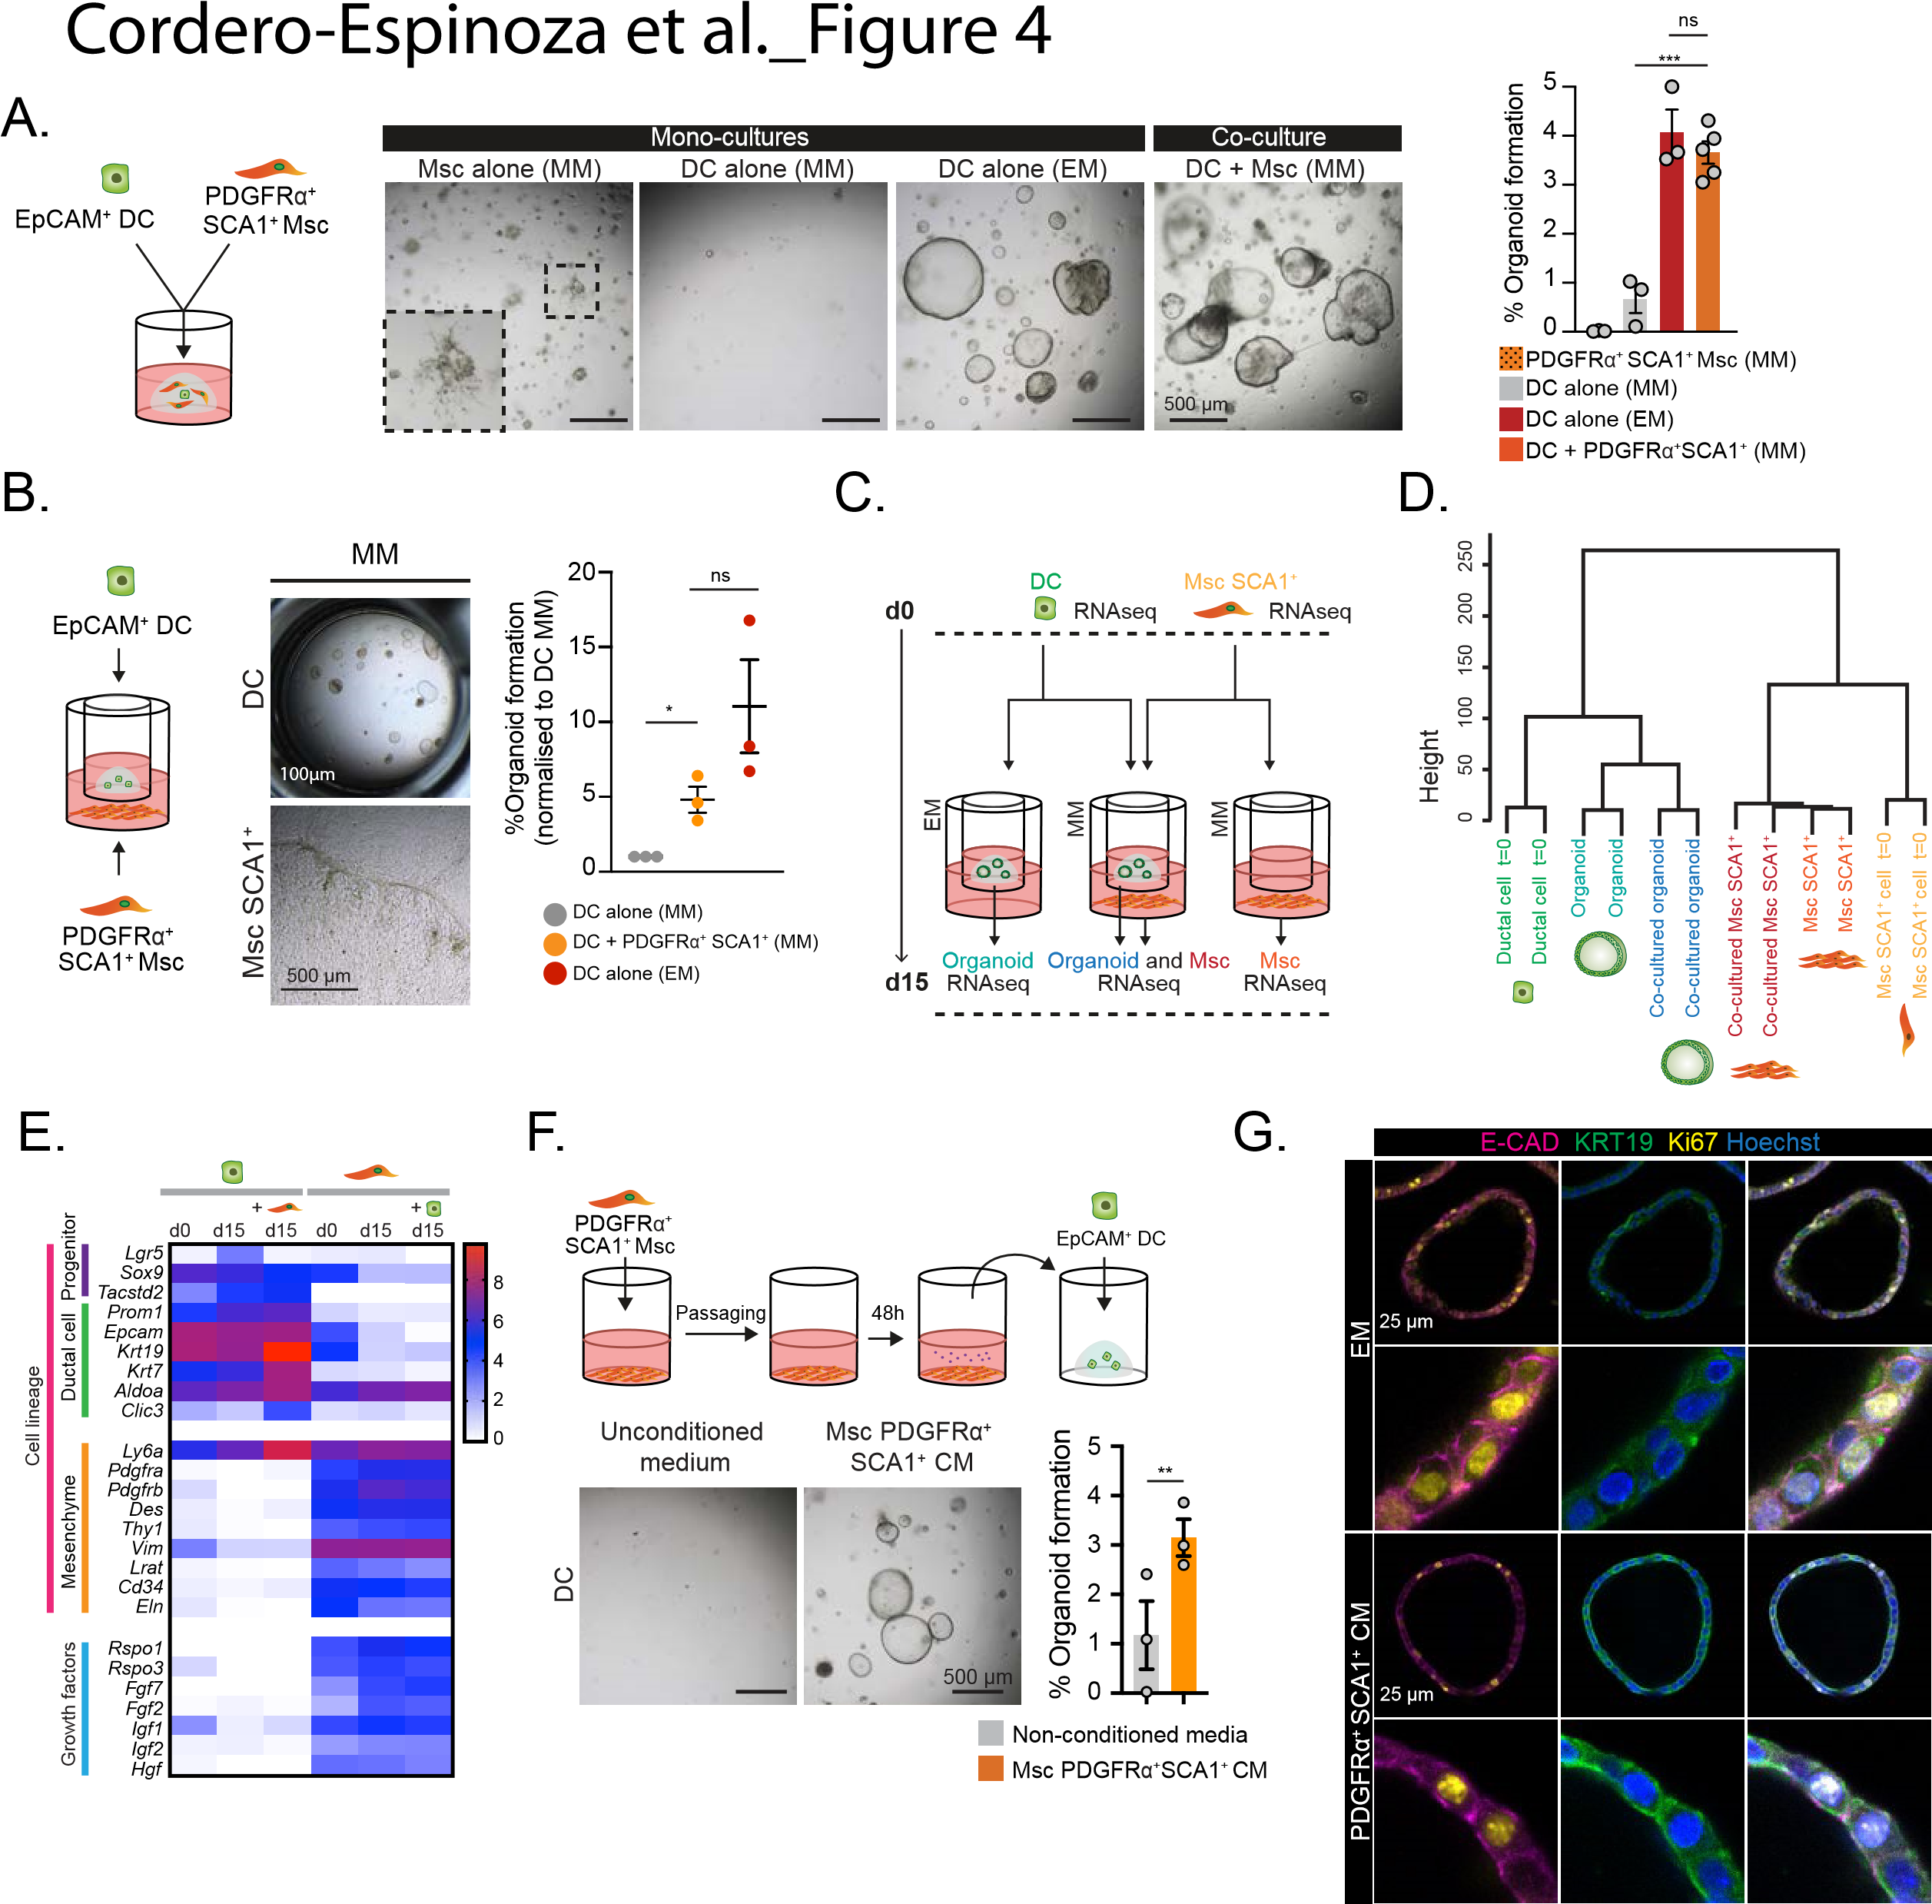 Cordero-Espinoza et al._Figure 4
A.
EpCAM⁺ DC
PDGFRα⁺
SCA1⁺ Msc
Mono-cultures
Co-culture
Msc alone (MM)
DC alone (MM)
DC alone (EM)
DC + Msc (MM)
500 µm
ns
***
% Organoid formation
5
4
3
2
1
0
PDGFRα⁺ SCA1⁺ Msc (MM)
DC alone (MM)
DC alone (EM)
DC + PDGFRα⁺SCA1⁺ (MM)
B.
EpCAM⁺ DC
PDGFRα⁺
SCA1⁺ Msc
MM
DC
100µm
Msc SCA1⁺
500 µm
%Organoid formation
(normalised to DC MM)
20
15
10
5
0
*
ns
DC alone (MM)
DC + PDGFRα⁺ SCA1⁺ (MM)
DC alone (EM)
C.
d0
DC
RNAseq
Msc SCA1⁺
RNAseq
EM
MM
MM
d15
Organoid
RNAseq
Organoid and Msc
RNAseq
Msc
RNAseq
D.
Height
250
200
150
100
50
0
Ductal cell t=0
Ductal cell t=0
Organoid
Organoid
Co-cultured organoid
Co-cultured organoid
Co-cultured Msc SCA1⁺
Co-cultured Msc SCA1⁺
Msc SCA1⁺
Msc SCA1⁺
Msc SCA1⁺ cell t=0
Msc SCA1⁺ cell t=0
E.
+
+
d0 d15 d15 d0 d15 d15
Cell lineage
Progenitor
Lgr5
Sox9
Tacstd2
Ductal cell
Prom1
Epcam
Krt19
Krt7
Aldoa
Clic3
Mesenchyme
Ly6a
Pdgfra
Pdgfrb
Des
Thy1
Vim
Lrat
Cd34
Eln
Growth factors
Rspo1
Rspo3
Fgf7
Fgf2
Igf1
Igf2
Hgf
8
6
4
2
0
F.
PDGFRα⁺
SCA1⁺ Msc
Passaging
48h
EpCAM⁺ DC
Unconditioned
medium
Msc PDGFRα⁺
SCA1⁺ CM
DC
500 µm
% Organoid formation
5
4
3
2
1
0
**
Non-conditioned media
Msc PDGFRα⁺SCA1⁺ CM
G.
E-CAD KRT19 Ki67 Hoechst
EM
25 µm
PDGFRα⁺ SCA1⁺ CM
25 µm